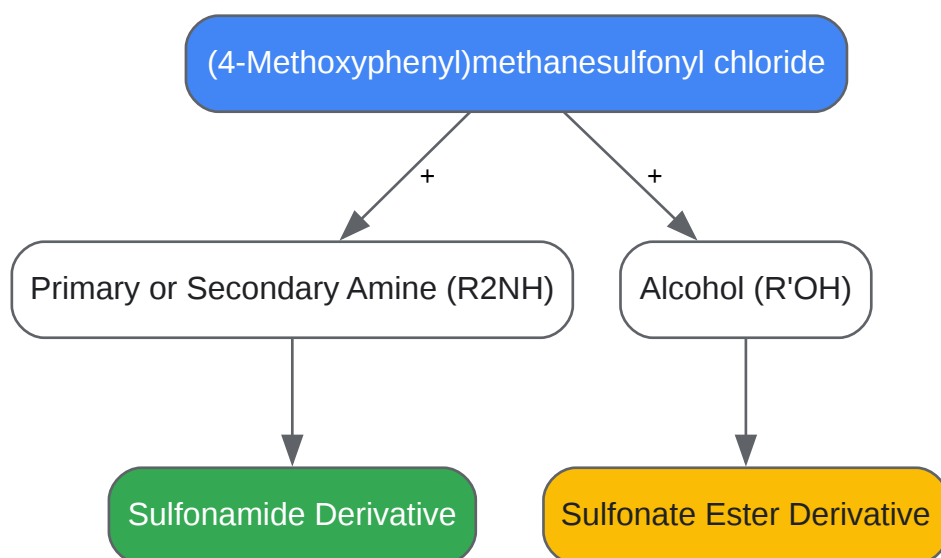 (4-Methoxyphenyl)methanesulfonyl chloride
+
+
Primary or Secondary Amine (R2NH)
Alcohol (R'OH)
Sulfonamide Derivative
Sulfonate Ester Derivative